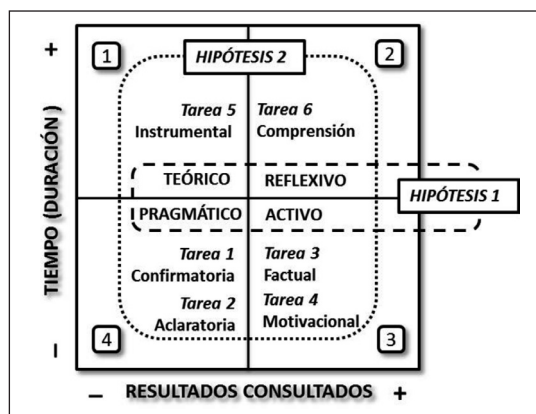 +
1
HIPÓTESIS 2
2
Tarea 5
Instrumental
Tarea 6
Comprensión
TEÓRICO
REFLEXIVO
HIPÓTESIS 1
PRAGMÁTICO
ACTIVO
Tarea 1
Confirmatoria
Tarea 2
Aclaratoria
Tarea 3
Factual
Tarea 4
Motivacional
4
3
TIEMPO (DURACIÓN)
–
– RESULTADOS CONSULTADOS +